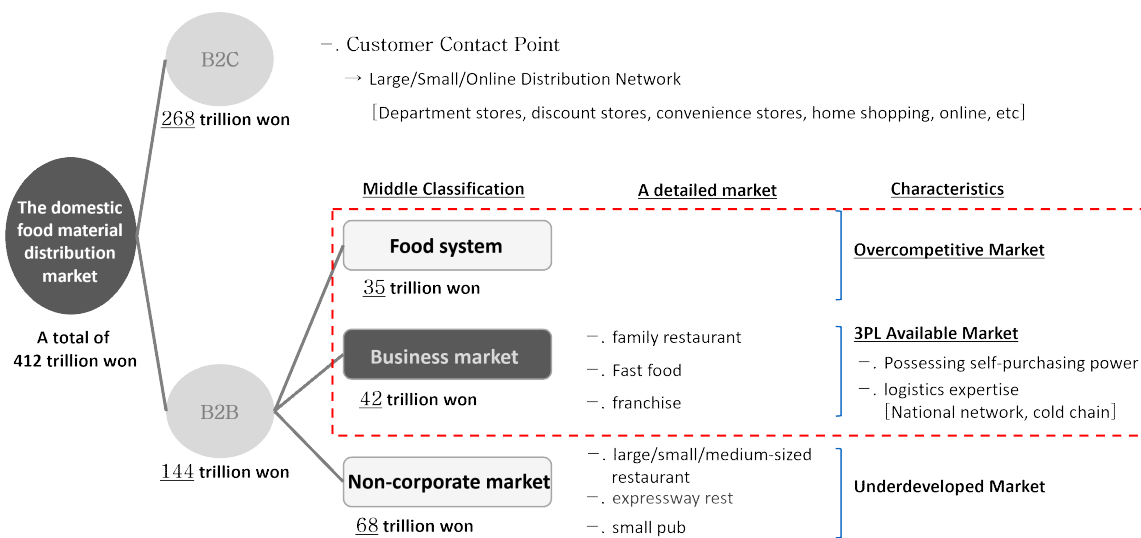 B2C
268 trillion won
－. Customer Contact Point
→ Large/Small/Online Distribution Network
[Department stores, discount stores, convenience stores, home shopping, online, etc]
The domestic
food material
distribution
market
A total of
412 trillion won
B2B
144 trillion won
Middle Classification
A detailed market
Characteristics
Food system
35 trillion won
Overcompetitive Market
Business market
42 trillion won
－. family restaurant
－. Fast food
－. franchise
3PL Available Market
－. Possessing self-purchasing power
－. logistics expertise
[National network, cold chain]
Non-corporate market
68 trillion won
－. large/small/medium-sized
restaurant
－. expressway rest
－. small pub
Underdeveloped Market